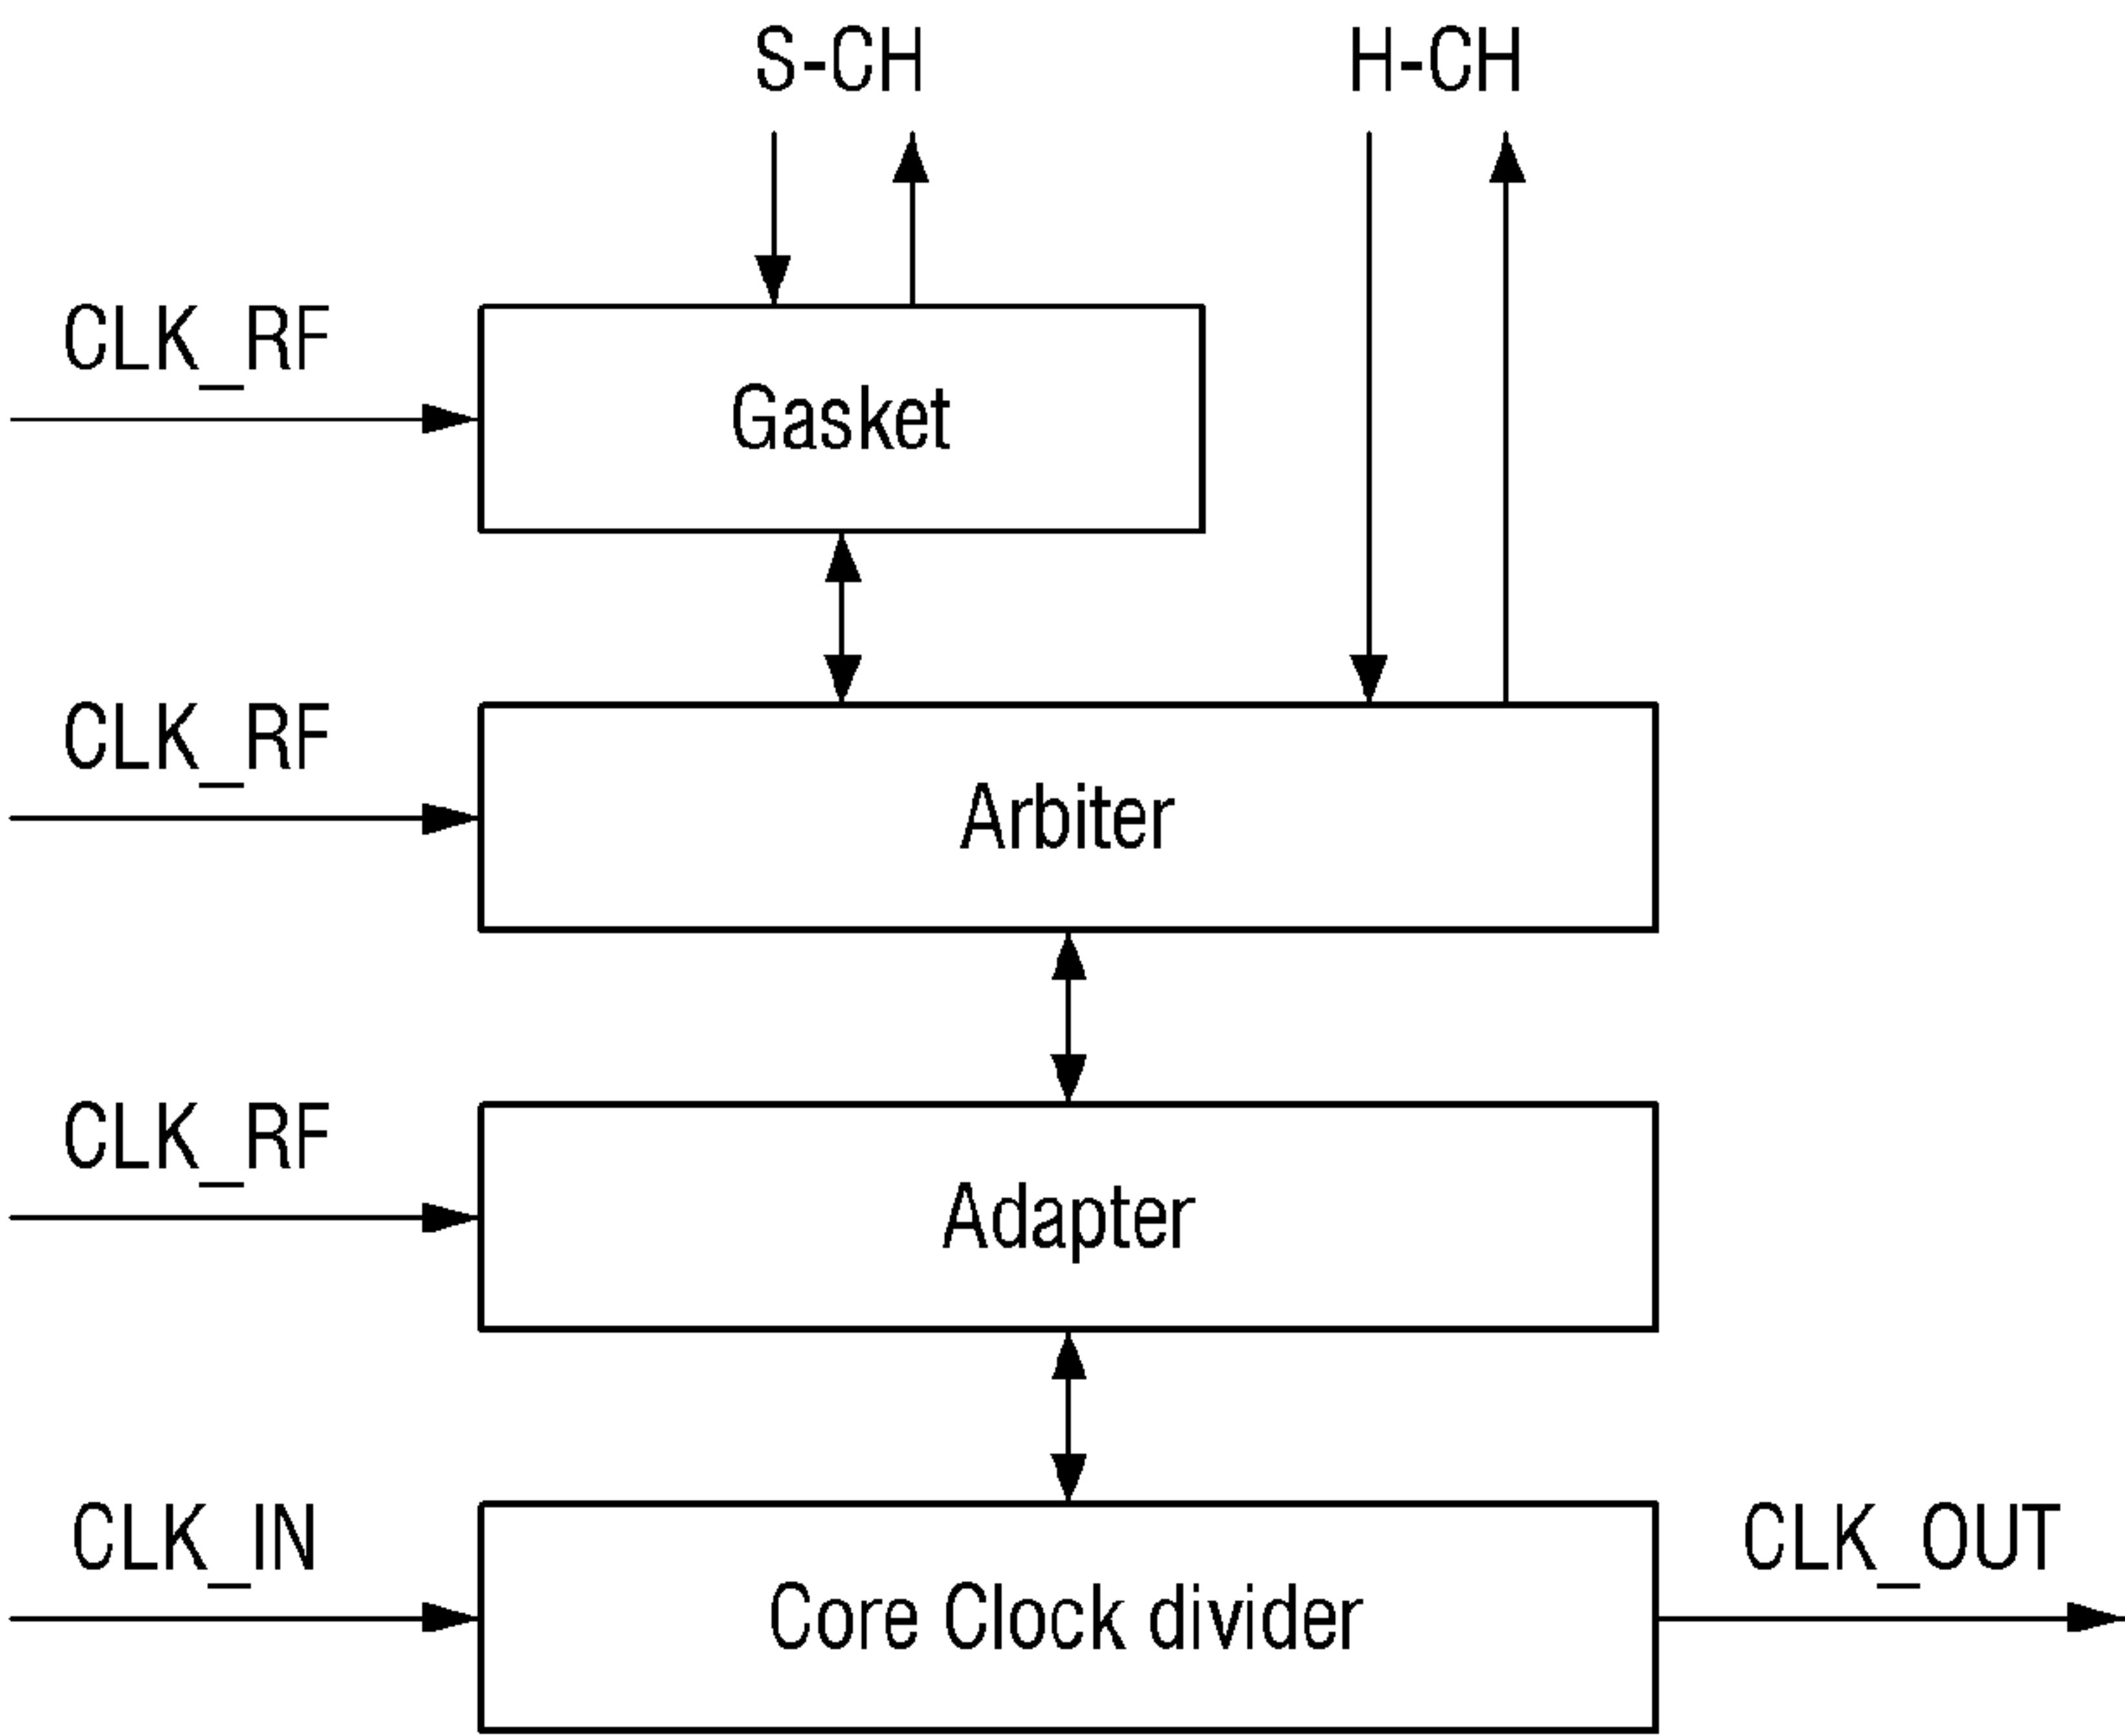 S-CH
H-CH
CLK_RF
Gasket
CLK_RF
Arbiter
CLK_RF
Adapter
CLK_IN
CLK_OUT
Core Clock divider